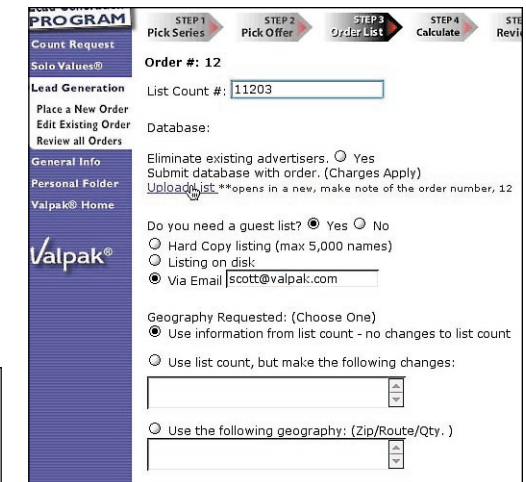 Lead Generation
PROGRAM
Count Request
Solo Values®
Lead Generation
Place a New Order
Edit Existing Order
Review all Orders
General Info
Personal Folder
Valpak® Home
Valpak®
STEP 1
Pick Series
STEP 2
Pick Offer
STEP 3
Order List
STEP 4
Calculate
STE
Revi
Order #: 12
List Count #: 11203
Database:
Eliminate existing advertisers. Yes
Submit database with order. (Charges Apply)
Upload List **opens in a new, make note of the order number, 12
Do you need a guest list? Yes No
Hard Copy listing (max 5,000 names)
Listing on disk
Via Email scott@valpak.com
Geography Requested: (Choose One)
Use information from list count - no changes to list count
Use list count, but make the following changes:
Use the following geography: (Zip/Route/Qty. )